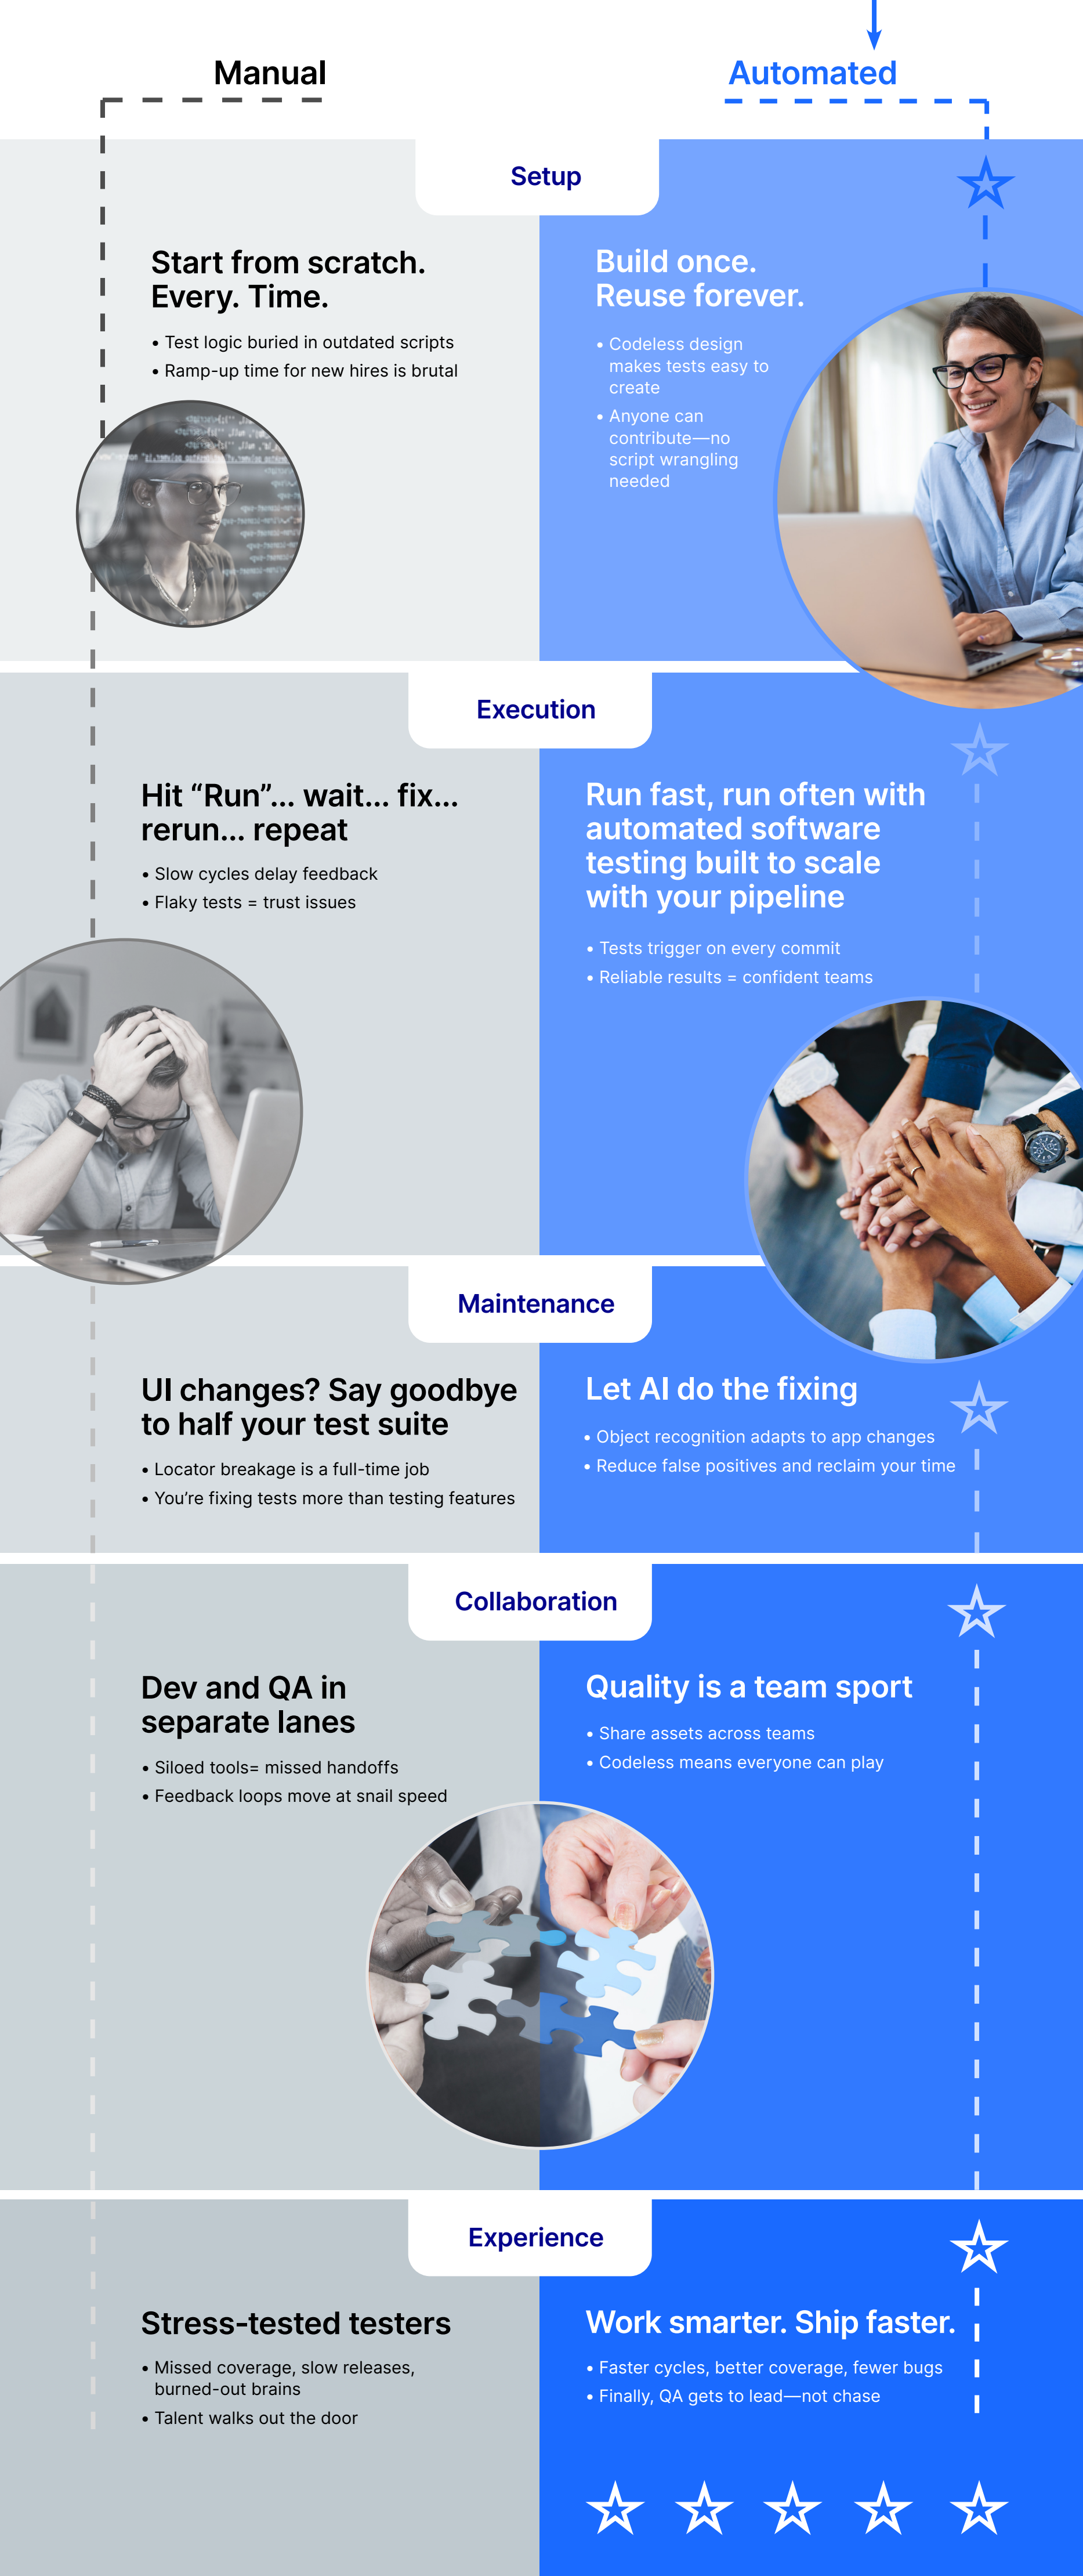 Manual
Automated
Setup
Start from scratch.
Every. Time.
• Test logic buried in outdated scripts
• Ramp-up time for new hires is brutal
Build once.
Reuse forever.
• Codeless design
makes tests easy to
create
• Anyone can
contribute—no
script wrangling
needed
Execution
Hit “Run”... wait... fix...
rerun... repeat
• Slow cycles delay feedback
• Flaky tests = trust issues
Run fast, run often with
automated software
testing built to scale
with your pipeline
• Tests trigger on every commit
• Reliable results = confident teams
Maintenance
UI changes? Say goodbye
to half your test suite
• Locator breakage is a full-time job
• You’re fixing tests more than testing features
Let AI do the fixing
• Object recognition adapts to app changes
• Reduce false positives and reclaim your time
Collaboration
Dev and QA in
separate lanes
• Siloed tools= missed handoffs
• Feedback loops move at snail speed
Quality is a team sport
• Share assets across teams
• Codeless means everyone can play
Experience
Stress-tested testers
• Missed coverage, slow releases,
burned-out brains
• Talent walks out the door
Work smarter. Ship faster.
• Faster cycles, better coverage, fewer bugs
• Finally, QA gets to lead—not chase